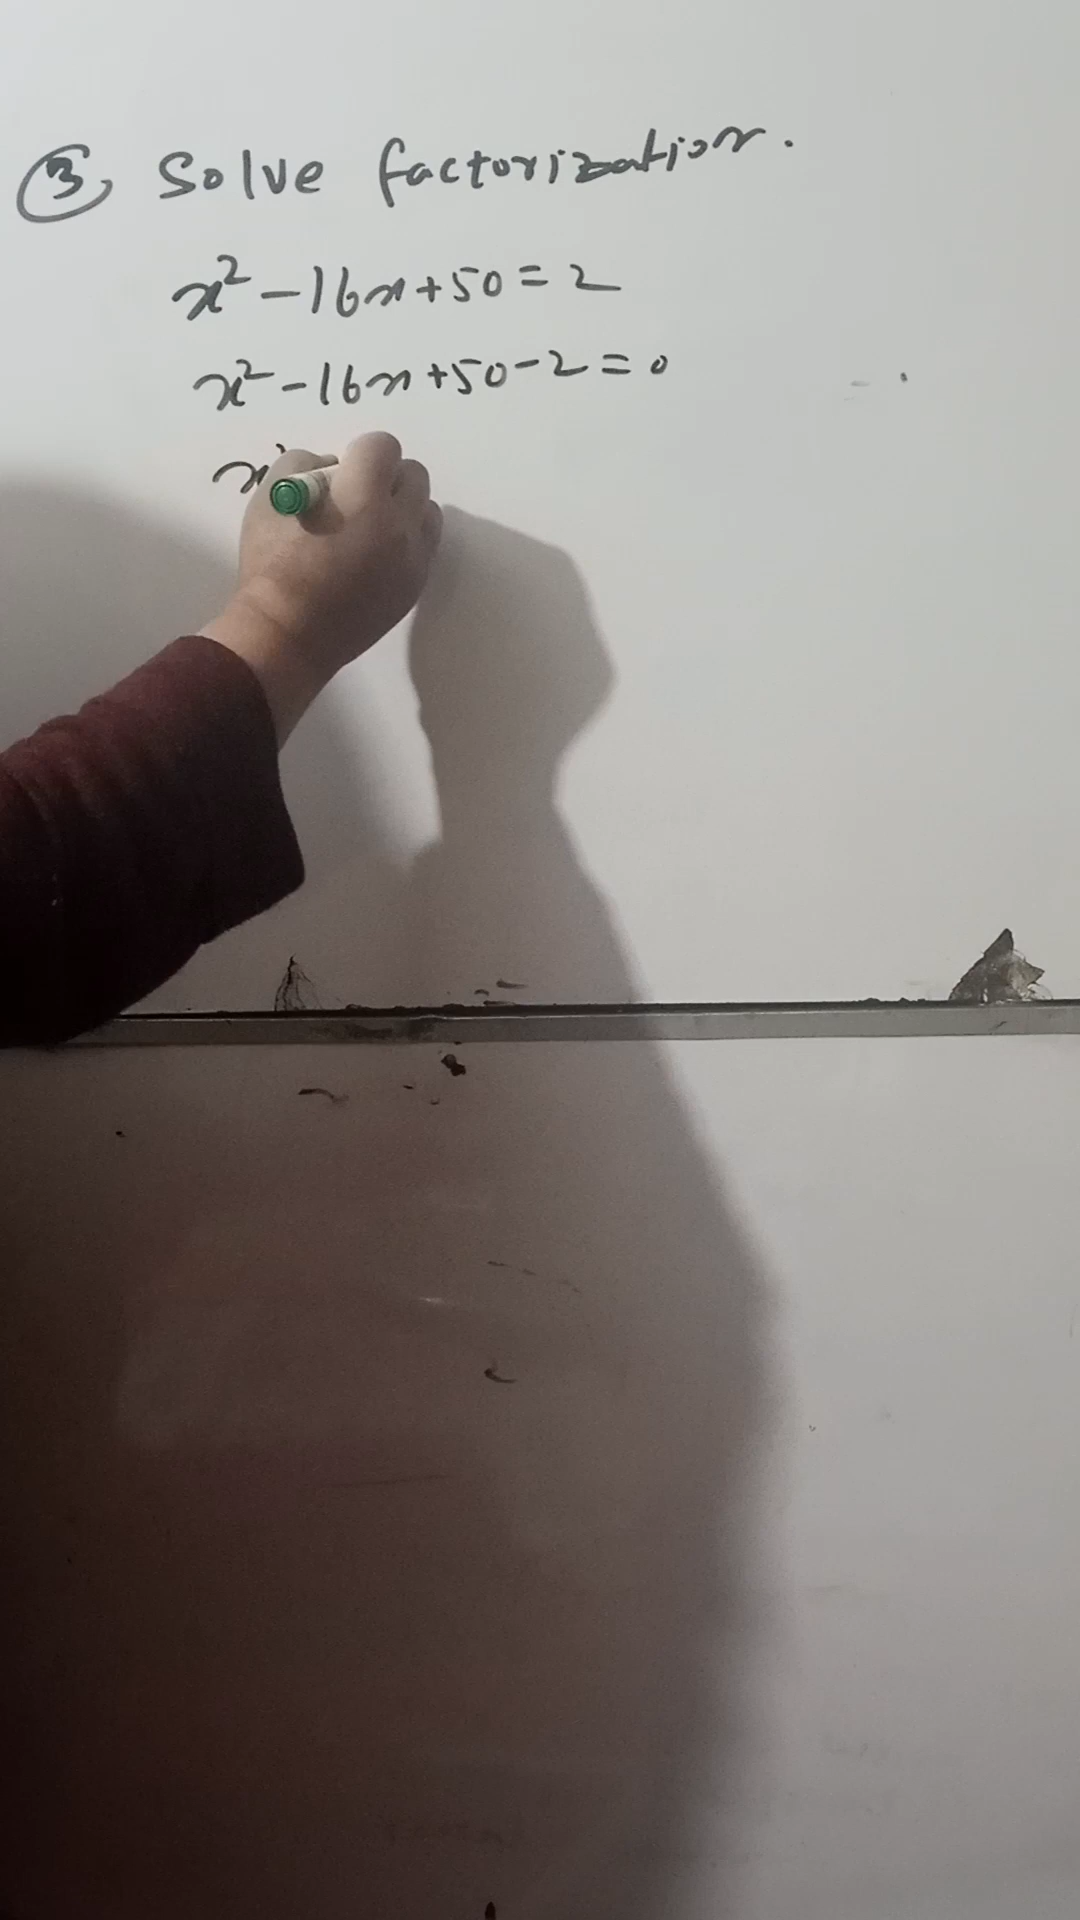 ③ Solve factorization.
x² - 16x + 50 = 2
x² - 16x + 50 - 2 = 0
x